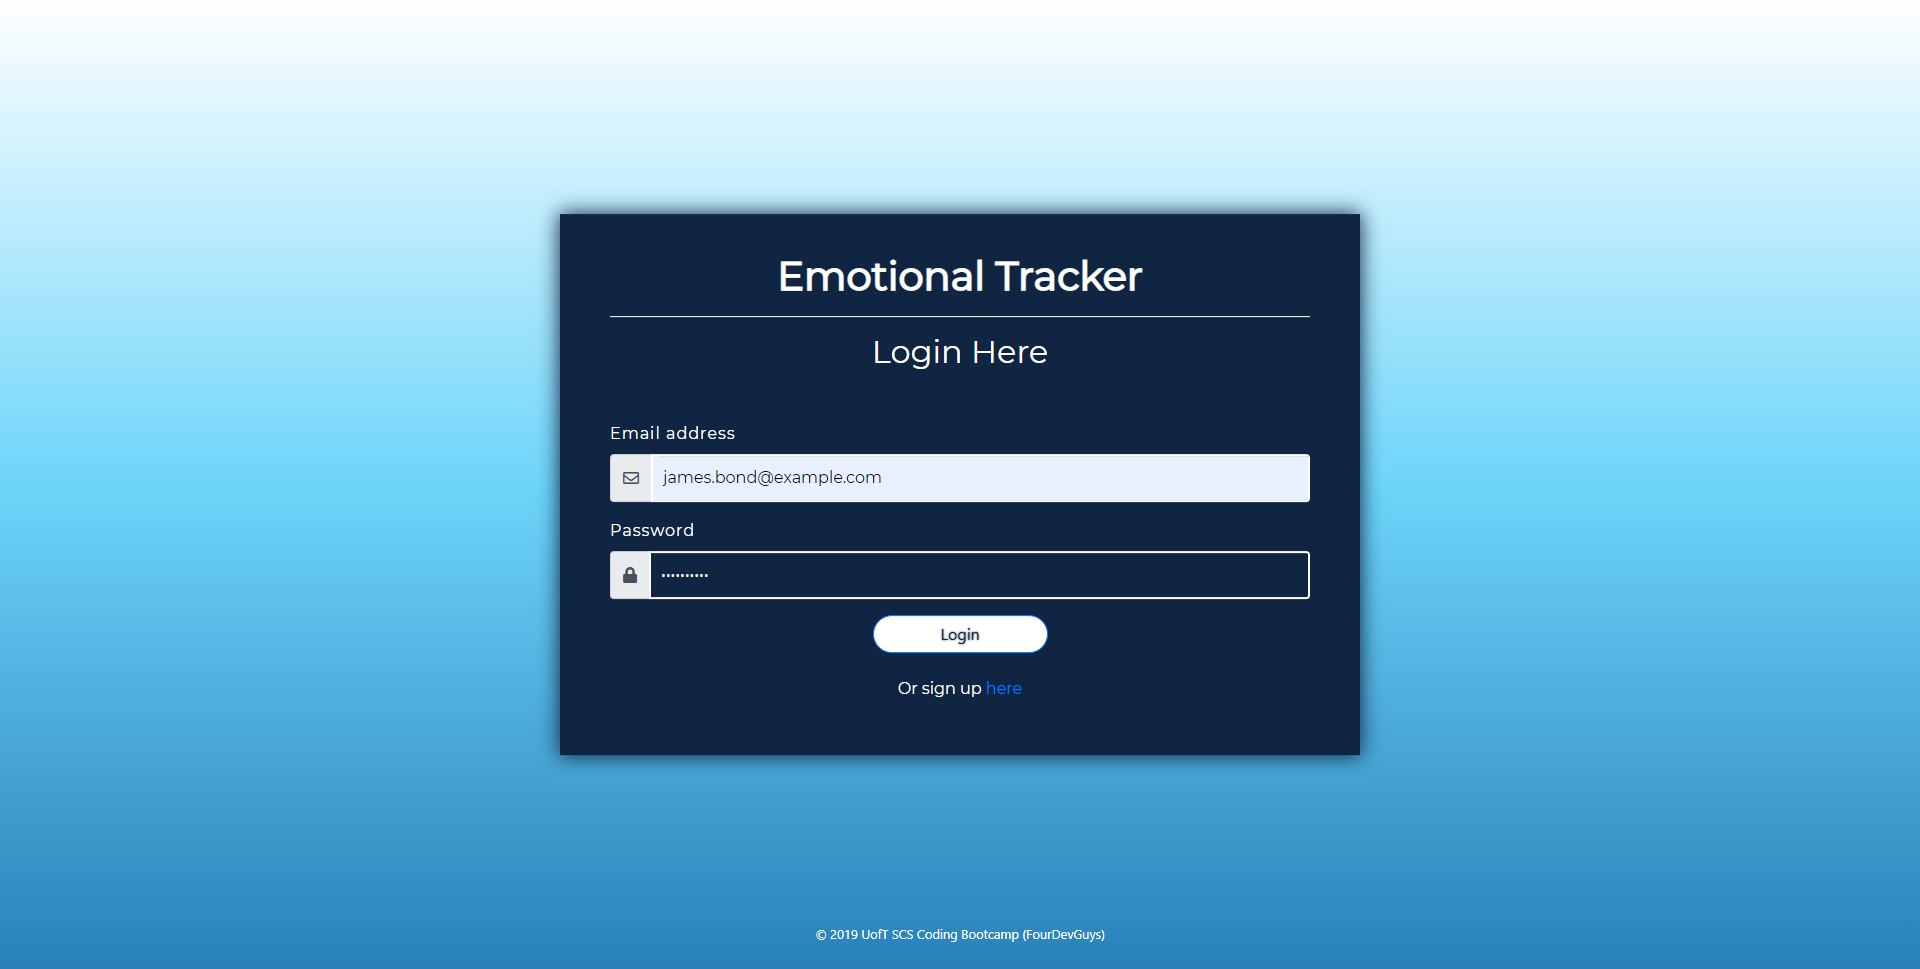 Emotional Tracker
Login Here
Email address
james.bond@example.com
Password
••••••••••
Login
Or sign up here
© 2019 UofT SCS Coding Bootcamp (FourDevGuys)